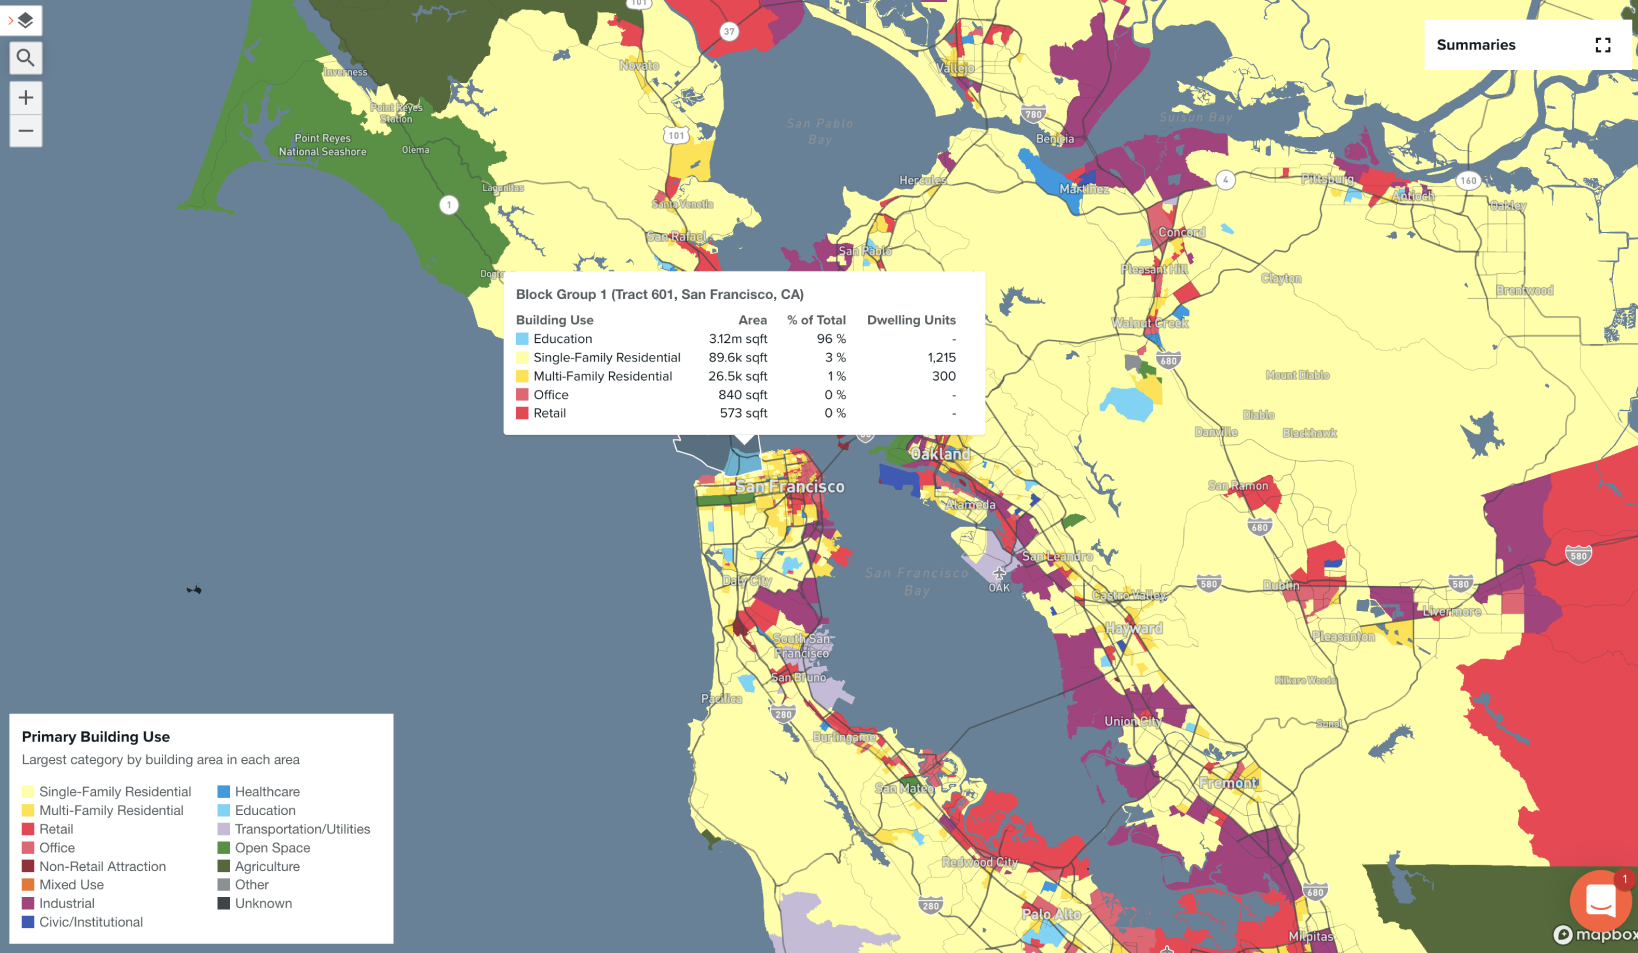 Summaries
101
37
Novato
Vallejo
Inverness
Point Reyes
Station
San Pablo
Bay
780
Suisun Bay
101
Benicia
Point Reyes
National Seashore
Olema
Hercules
Martinez
4
Pittsburg
160
Antioch
Oakley
Lagunitas
1
Santa Venetia
San Rafael
Concord
San Pablo
Pleasant Hill
Clayton
Brentwood
Walnut Creek
680
Mount Diablo
Diablo
Blackhawk
Danville
Block Group 1 (Tract 601, San Francisco, CA)
Building Use Area % of Total Dwelling Units
Education 3.12m sqft 96 % -
Single-Family Residential 89.6k sqft 3 % 1,215
Multi-Family Residential 26.5k sqft 1 % 300
Office 840 sqft 0 % -
Retail 573 sqft 0 % -
Oakland
San Francisco
Alameda
San Ramon
680
580
San Leandro
San Francisco
Bay
OAK
Daly City
580
Dublin
580
Castro Valley
Livermore
Hayward
Pleasanton
South San
Francisco
San Bruno
Kilkare Woods
Pacifica
280
Union City
Sunol
Burlingame
San Mateo
Fremont
Redwood City
680
280
Palo Alto
Milpitas
Primary Building Use
Largest category by building area in each area
Single-Family Residential
Multi-Family Residential
Retail
Office
Non-Retail Attraction
Mixed Use
Industrial
Civic/Institutional
Healthcare
Education
Transportation/Utilities
Open Space
Agriculture
Other
Unknown
1
mapbox